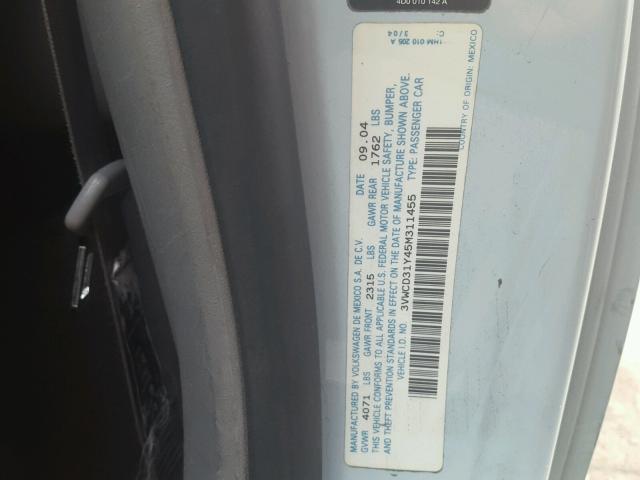 4D0 010 142 A
MANUFACTURED BY VOLKSWAGEN DE MEXICO S.A. DE C.V. DATE 09.04
GVWR 4071 LBS GAWR FRONT 2315 LBS GAWR REAR 1762 LBS
THIS VEHICLE CONFORMS TO ALL APPLICABLE U.S. FEDERAL MOTOR VEHICLE SAFETY, BUMPER,
AND THEFT PREVENTION STANDARDS IN EFFECT ON THE DATE OF MANUFACTURE SHOWN ABOVE.
VEHICLE I.D. NO. 3VWCD31Y45M311455 TYPE: PASSENGER CAR
COUNTRY OF ORIGIN: MEXICO
1HM 010 205 A
C: 3/04